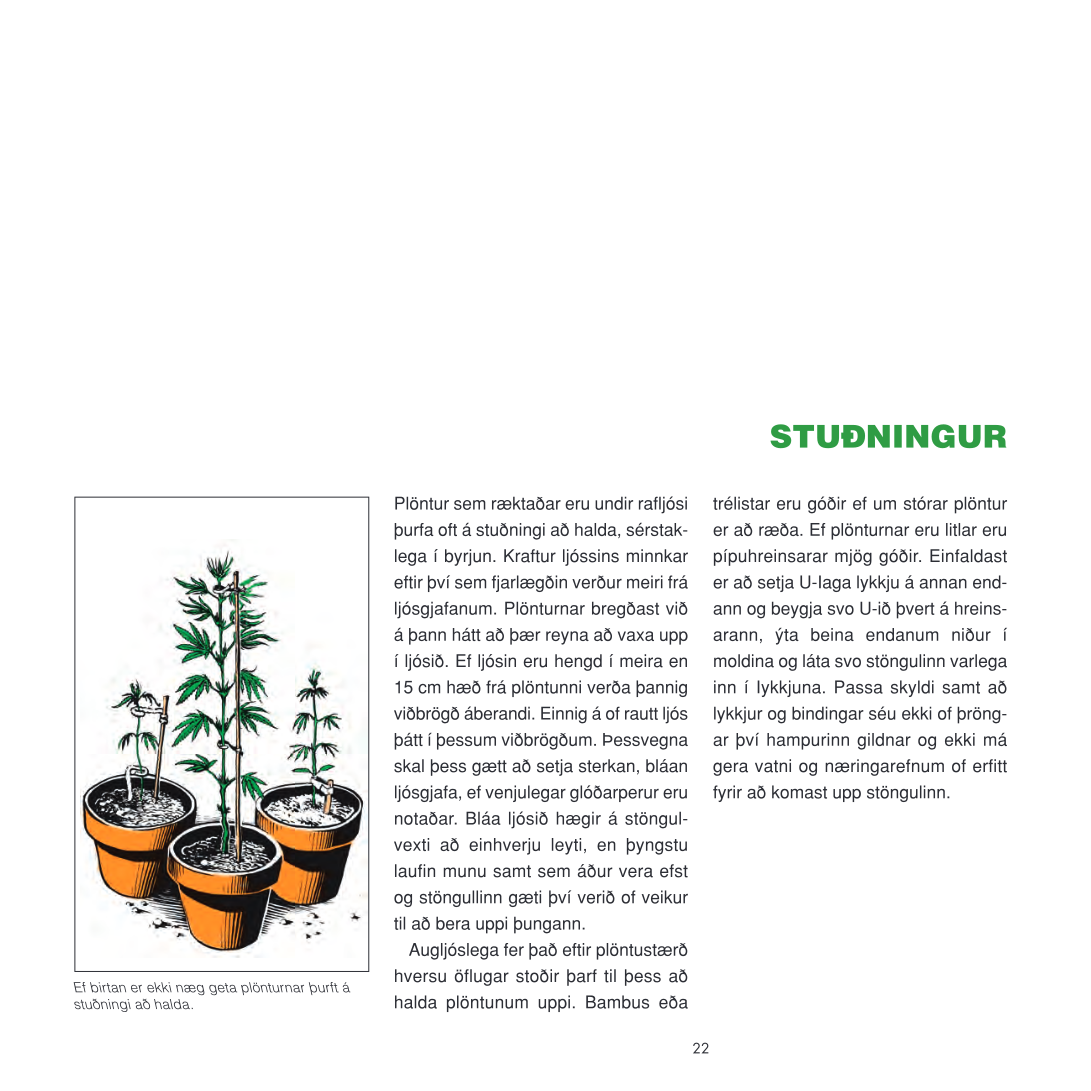 STUÐNINGUR
Plöntur sem ræktaðar eru undir rafljósi
þurfa oft á stuðningi að halda, sérstak-
lega í byrjun. Kraftur ljóssins minnkar
eftir því sem fjarlægðin verður meiri frá
ljósgjafanum. Plönturnar bregðast við
á þann hátt að þær reyna að vaxa upp
í ljósið. Ef ljósin eru hengd í meira en
15 cm hæð frá plöntunni verða þannig
viðbrögð áberandi. Einnig á of rautt ljós
þátt í þessum viðbrögðum. Þessvegna
skal þess gætt að setja sterkan, bláan
ljósgjafa, ef venjulegar glóðarperur eru
notaðar. Bláa ljósið hægir á stöngul-
vexti að einhverju leyti, en þyngstu
laufin munu samt sem áður vera efst
og stöngullinn gæti því verið of veikur
til að bera uppi þungann.
Augljóslega fer það eftir plöntustærð
hversu öflugar stoðir þarf til þess að
halda plöntunum uppi. Bambus eða
trélistar eru góðir ef um stórar plöntur
er að ræða. Ef plönturnar eru litlar eru
pípuhreinsarar mjög góðir. Einfaldast
er að setja U-laga lykkju á annan end-
ann og beygja svo U-ið þvert á hreins-
arann, ýta beina endanum niður í
moldina og láta svo stöngulinn varlega
inn í lykkjuna. Passa skyldi samt að
lykkjur og bindingar séu ekki of þröng-
ar því hampurinn gildnar og ekki má
gera vatni og næringarefnum of erfitt
fyrir að komast upp stöngulinn.
Ef birtan er ekki næg geta plönturnar þurft á
stuðningi að halda.
22